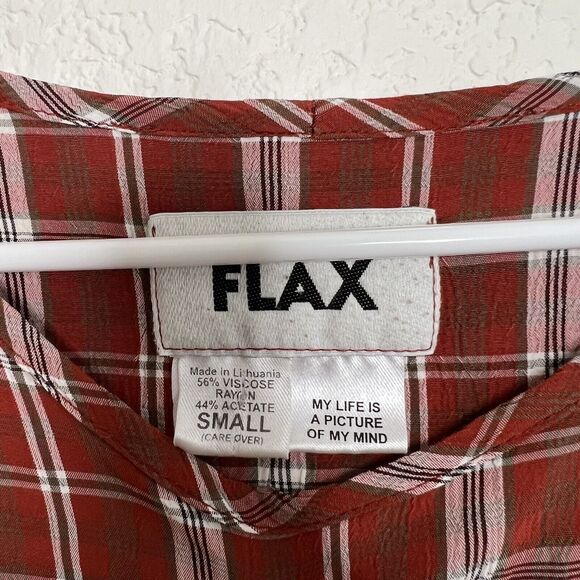 FLAX
Made in Lithuania
56% VISCOSE
RAYON
44% ACETATE
SMALL
(CARE OVER)
MY LIFE IS
A PICTURE
OF MY MIND